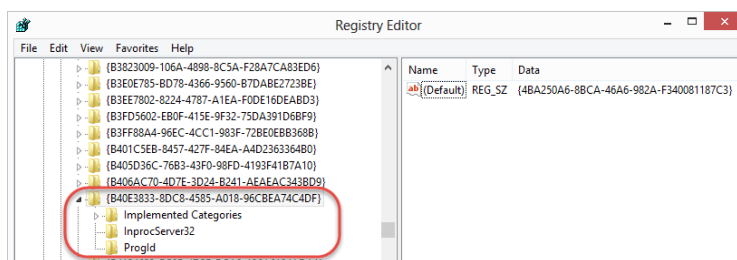 Registry Editor
File Edit View Favorites Help
{B3823009-106A-4898-8C5A-F28A7CA83ED6}
{B3E0E785-BD78-4366-9560-B7DABE2723BE}
{B3EE7802-8224-4787-A1EA-F0DE16DEABD3}
{B3FD5602-EB0F-415E-9F32-75DA391D6BF9}
{B3FF88A4-96EC-4CC1-983F-72BE0EBB368B}
{B401C5EB-8457-427F-84EA-A4D2363364B0}
{B405D36C-76B3-43F0-98FD-4193F41B7A10}
{B406AC70-4D7E-3D24-B241-AEAEAC343BD9}
{B40E3833-8DC8-4585-A018-96CBEA74C4DF}
Implemented Categories
InprocServer32
ProgId
Name Type Data
ab (Default) REG_SZ {4BA250A6-8BCA-46A6-982A-F340081187C3}